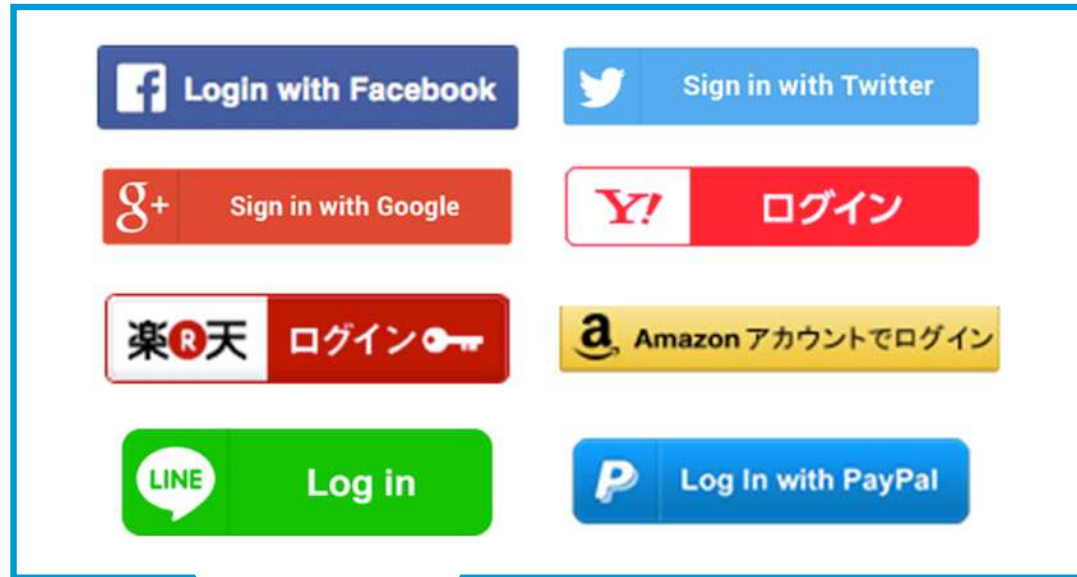 f Login with Facebook
Sign in with Twitter
g+ Sign in with Google
Y! ログイン
楽R天 ログイン
a Amazon アカウントでログイン
LINE Log in
P Log In with PayPal